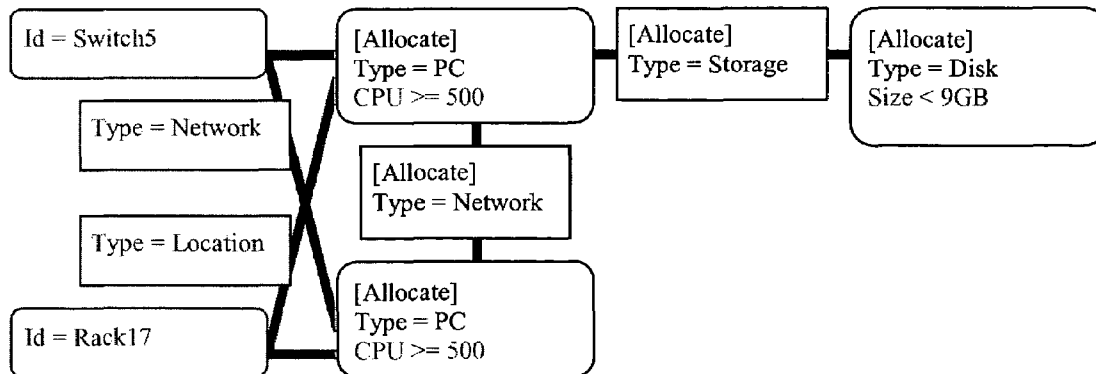 Id = Switch5
Type = Network
Type = Location
Id = Rack17
[Allocate]
Type = PC
CPU >= 500
[Allocate]
Type = Network
[Allocate]
Type = PC
CPU >= 500
[Allocate]
Type = Storage
[Allocate]
Type = Disk
Size < 9GB